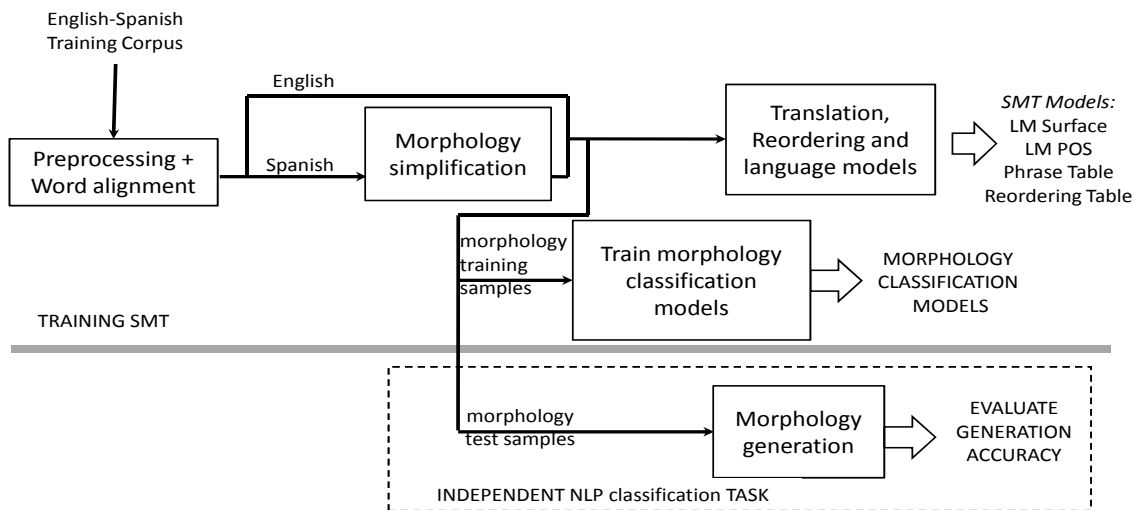 English-Spanish
Training Corpus
English
Preprocessing +
Word alignment
Spanish
Morphology
simplification
Translation,
Reordering and
language models
SMT Models:
LM Surface
LM POS
Phrase Table
Reordering Table
morphology
training
samples
Train morphology
classification
models
MORPHOLOGY
CLASSIFICATION
MODELS
TRAINING SMT
morphology
test samples
Morphology
generation
EVALUATE
GENERATION
ACCURACY
INDEPENDENT NLP classification TASK